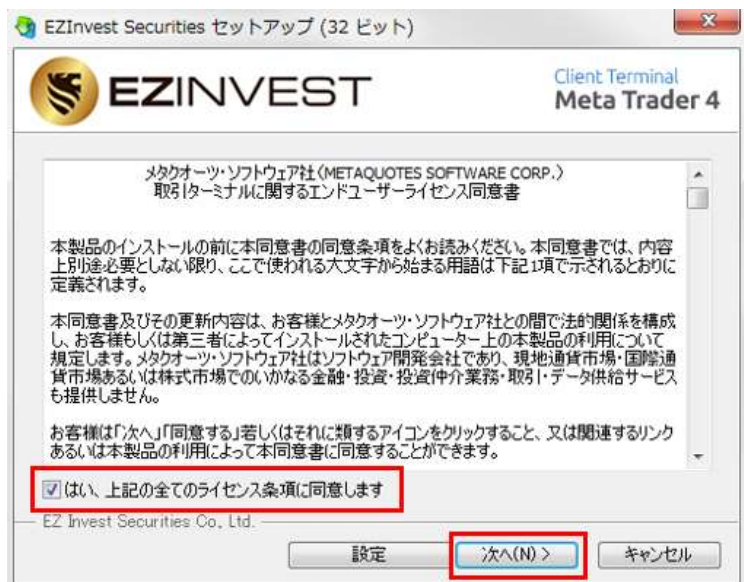 EZInvest Securities セットアップ (32 ビット)
EZINVEST
Client Terminal
Meta Trader 4
メタクオーツ・ソフトウェア社(METAQUOTES SOFTWARE CORP.)
取引ターミナルに関するエンドユーザーライセンス同意書
本製品のインストールの前に本同意書の同意条項をよくお読みください。本同意書では、内容
上別途必要としない限り、ここで使われる大文字から始まる用語は下記1項で示されるとおりに
定義されます。
本同意書及びその更新内容は、お客様とメタクオーツ・ソフトウェア社との間で法的関係を構成
し、お客様もしくは第三者によってインストールされたコンピューター上の本製品の利用について
規定します。メタクオーツ・ソフトウェア社はソフトウェア開発会社であり、現地通貨市場・国際通
貨市場あるいは株式市場でのいかなる金融・投資・投資仲介業務・取引・データ供給サービス
も提供しません。
お客様は「次へ」「同意する」若しくはそれに類するアイコンをクリックすること、又は関連するリンク
あるいは本製品の利用によって本同意書に同意することができます。
はい、上記の全てのライセンス条項に同意します
EZ Invest Securities Co., Ltd.
設定
次へ(N) >
キャンセル